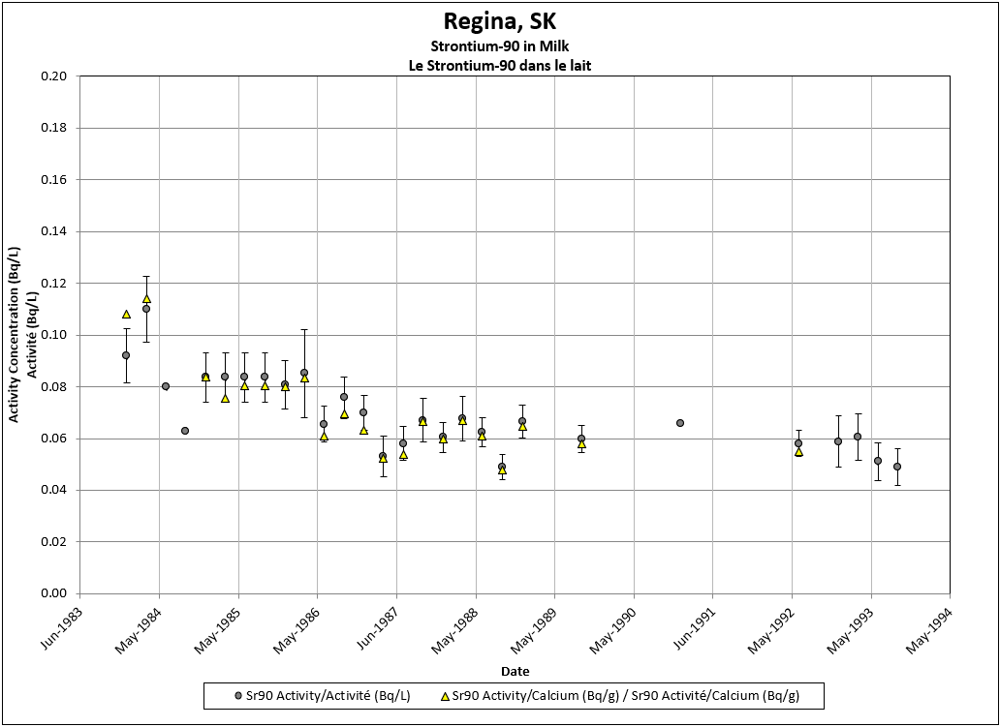 Regina, SK
Strontium-90 in Milk
Le Strontium-90 dans le lait
Activity Concentration (Bq/L)
Activité (Bq/L)
0.20
0.18
0.16
0.14
0.12
0.10
0.08
0.06
0.04
0.02
0.00
Jun-1983
May-1984
May-1985
May-1986
Jun-1987
May-1988
May-1989
May-1990
Jun-1991
May-1992
May-1993
May-1994
Date
Sr90 Activity/Activité (Bq/L)
Sr90 Activity/Calcium (Bq/g) / Sr90 Activité/Calcium (Bq/g)